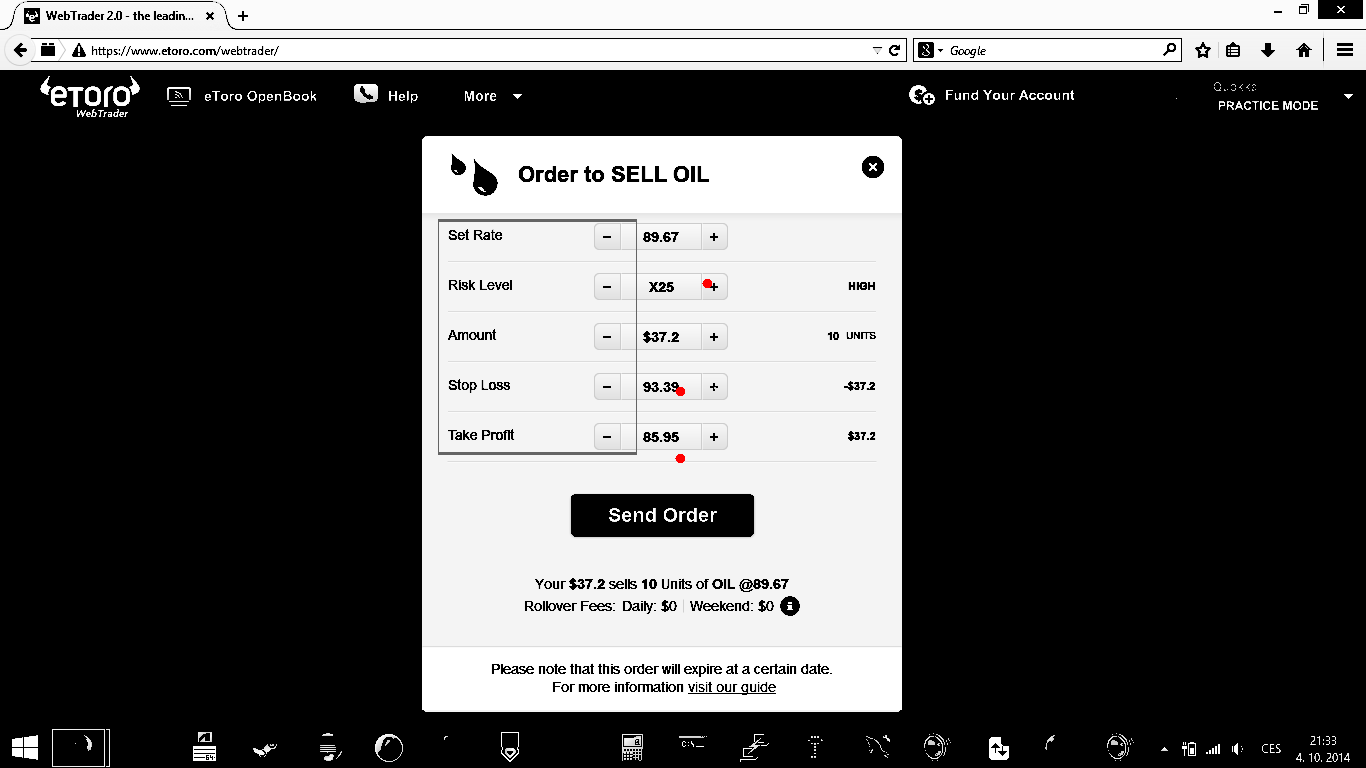 WebTrader 2.0 - the leadin...
https://www.etoro.com/webtrader/
Google
eToro WebTrader
eToro OpenBook
Help
More
Fund Your Account
PRACTICE MODE
Order to SELL OIL
Set Rate - 89.67 +
Risk Level - X25 + HIGH
Amount - $37.2 + 10 UNITS
Stop Loss - 93.39 + -$37.2
Take Profit - 85.95 + $37.2
Send Order
Your $37.2 sells 10 Units of OIL @89.67
Rollover Fees: Daily: $0 | Weekend: $0
Please note that this order will expire at a certain date.
For more information visit our guide
CES
21:33
4. 10. 2014